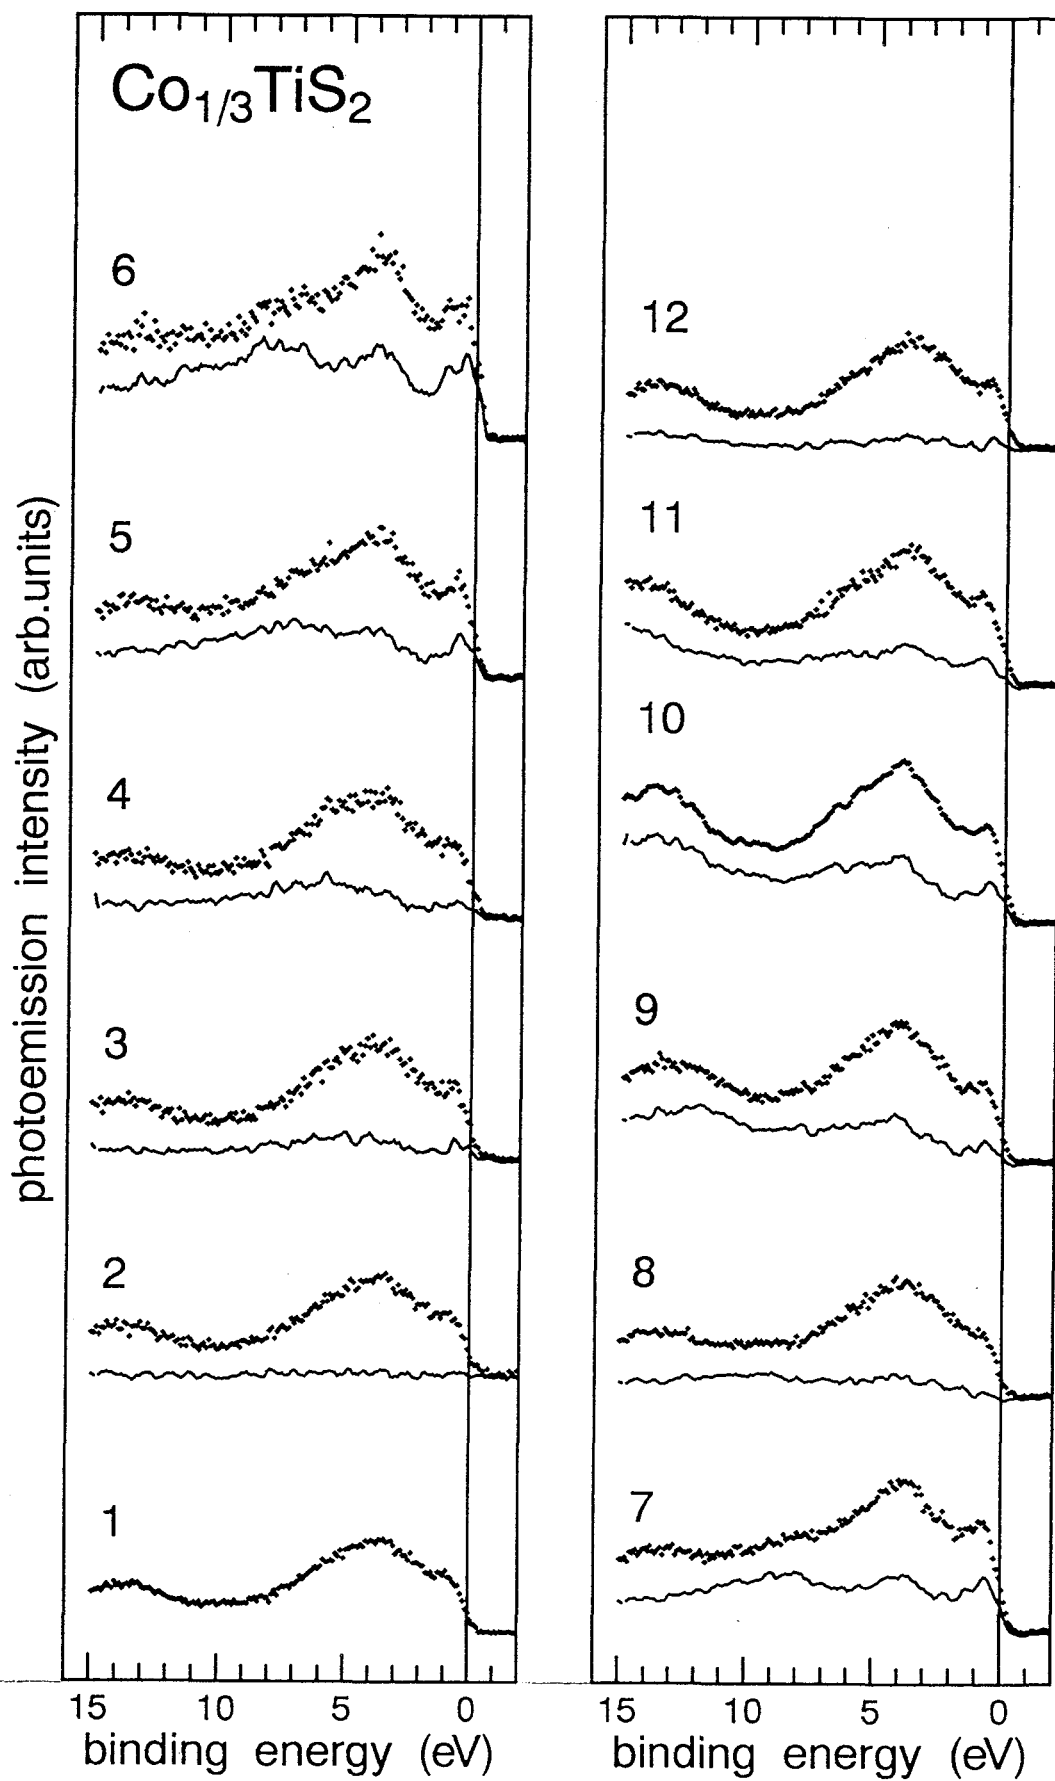 Co1/3TiS2
6
5
4
3
2
1
15 10 5 0
binding energy (eV)
photoemission intensity (arb.units)
12
11
10
9
8
7
15 10 5 0
binding energy (eV)